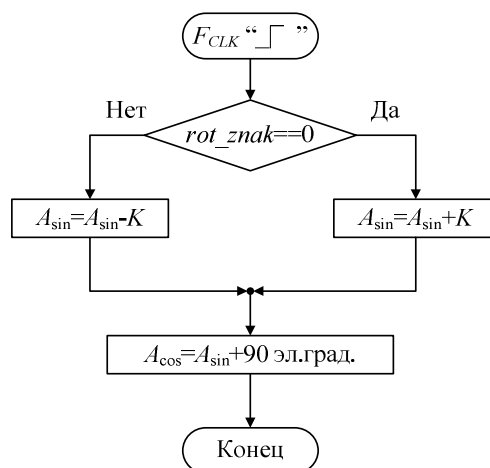 F_CLK “⎍”
Нет
Да
rot_znak==0
A_sin=A_sin-K
A_sin=A_sin+K
A_cos=A_sin+90 эл.град.
Конец